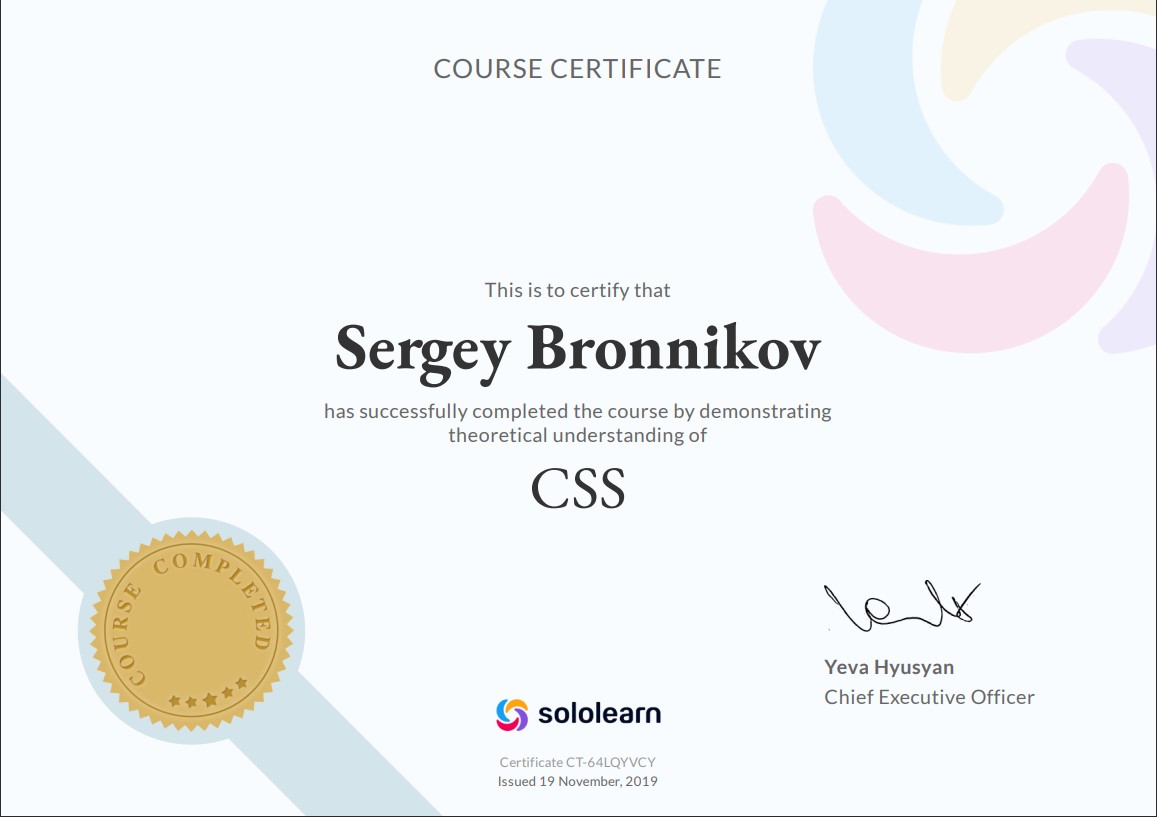 COURSE CERTIFICATE
This is to certify that
Sergey Bronnikov
has successfully completed the course by demonstrating
theoretical understanding of
CSS
COURSE COMPLETED
Yeva Hyusyan
Chief Executive Officer
sololearn
Certificate CT-64LQYVCY
Issued 19 November, 2019